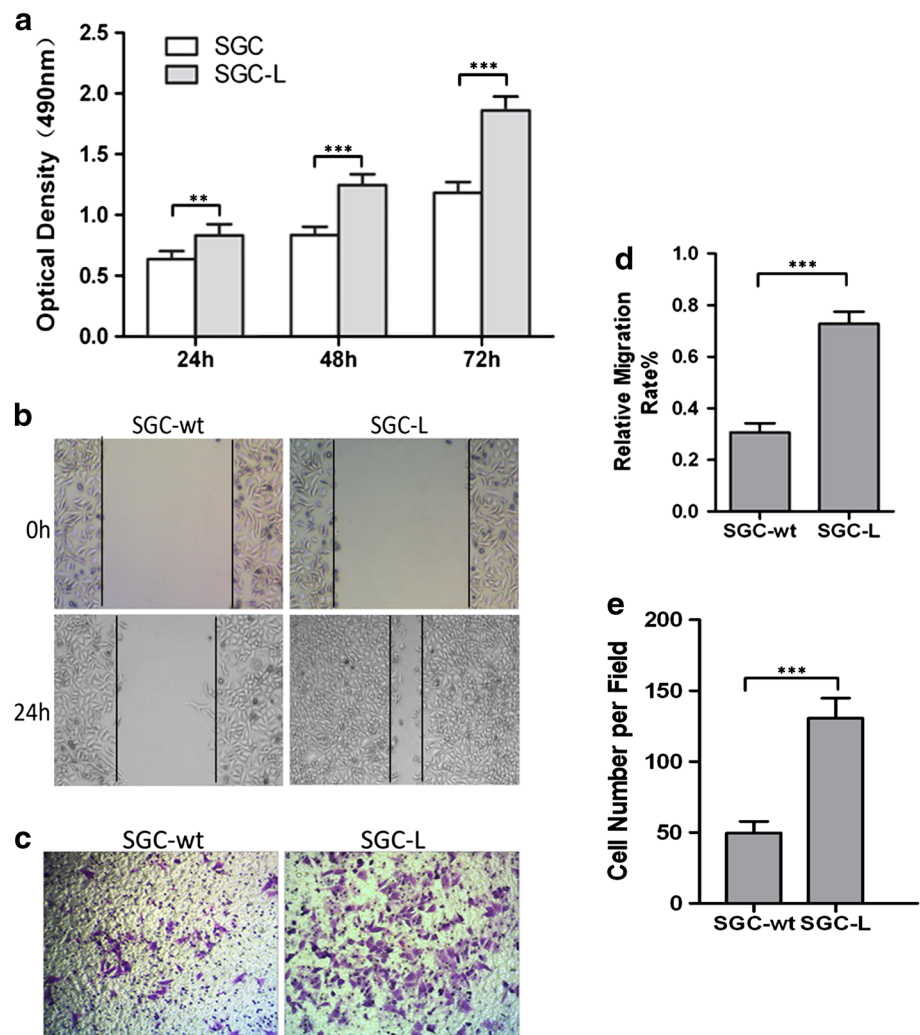 a
Optical Density（490nm）
2.5
2.0
1.5
1.0
0.5
0.0
SGC
SGC-L
**
***
***
24h 48h 72h
b
SGC-wt SGC-L
0h
24h
c
SGC-wt SGC-L
d
Relative Migration
Rate%
1.0
0.8
0.6
0.4
0.2
0.0
***
SGC-wt SGC-L
e
Cell Number per Field
200
150
100
50
0
***
SGC-wt SGC-L